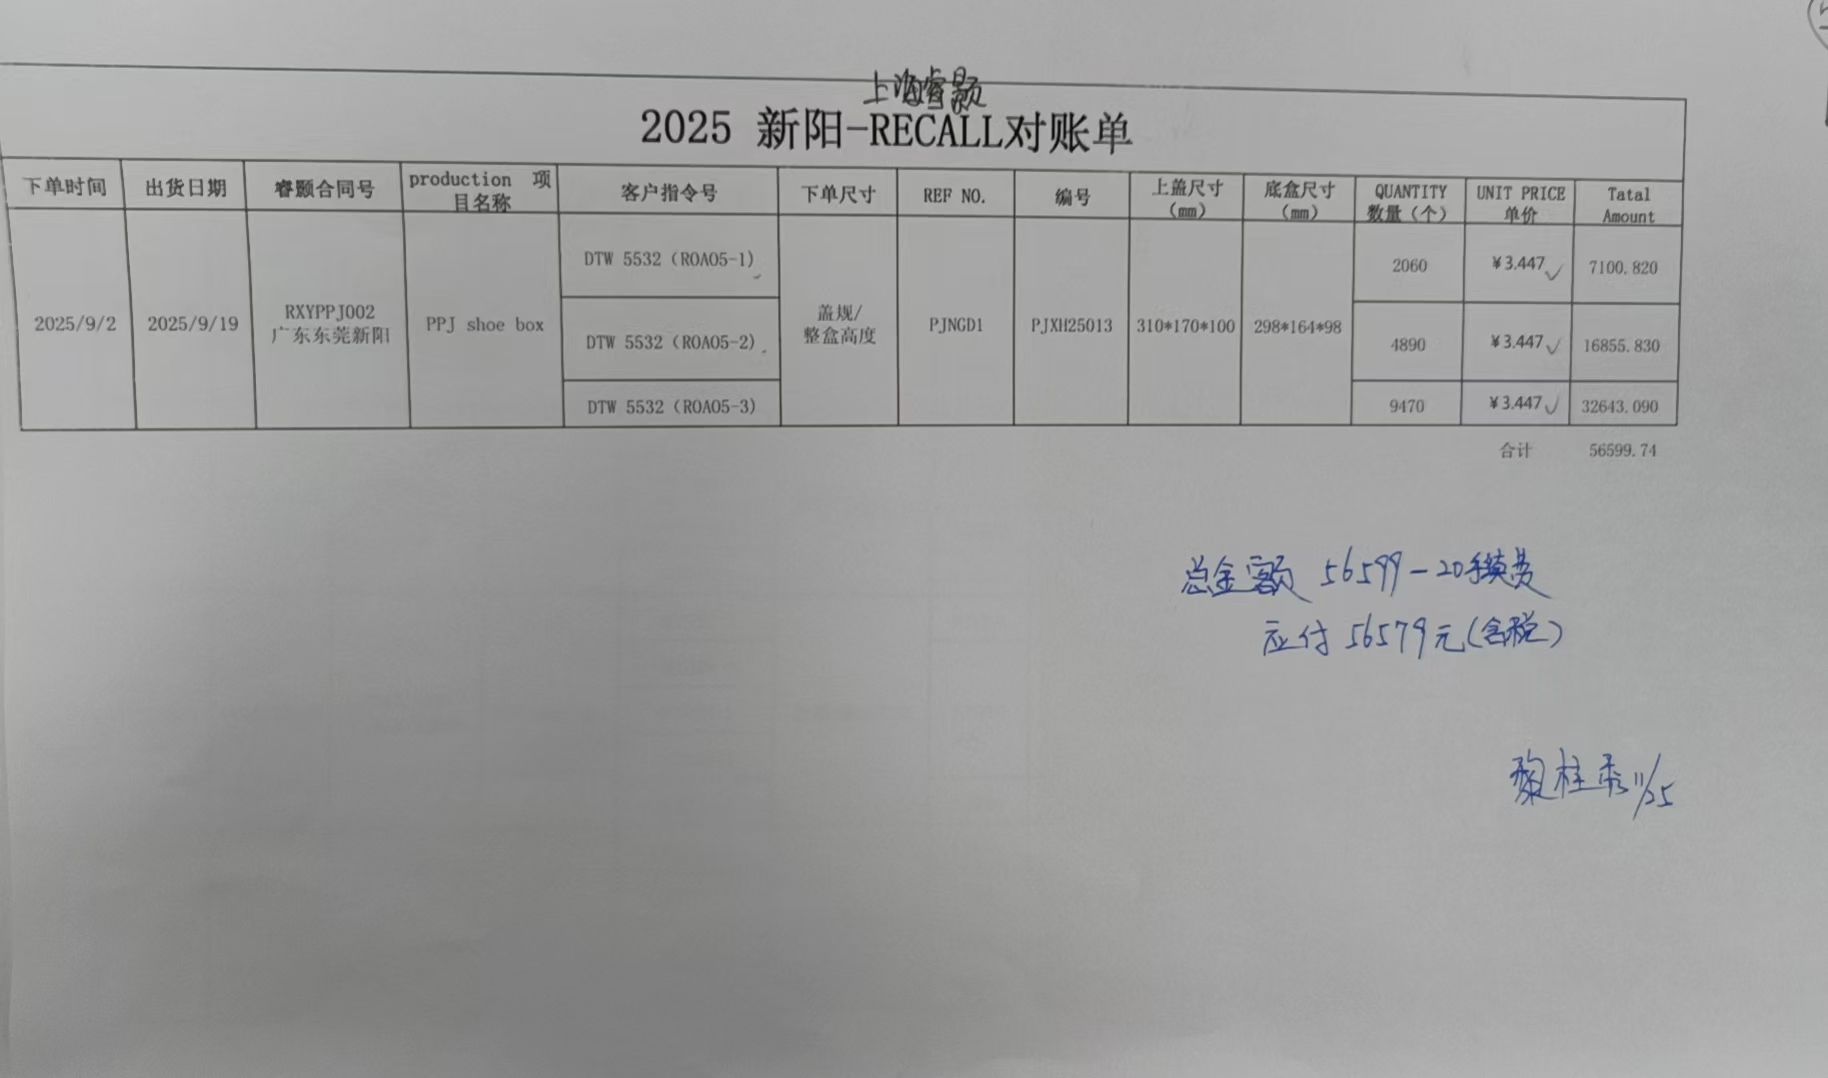 上海睿颢
2025 新阳-RECALL对账单
下单时间 出货日期 睿颢合同号 production 项目名称 客户指令号 下单尺寸 REF NO. 编号 上盖尺寸(mm) 底盒尺寸(mm) QUANTITY 数量(个) UNIT PRICE 单价 Tatal Amount
2025/9/2 2025/9/19 RXYPPJ002 广东东莞新阳 PPJ shoe box DTW 5532(ROA05-1) 盖规/整盒高度 PJNGD1 PJXH25013 310*170*100 298*164*98 2060 ¥3.447 7100.820
DTW 5532(ROA05-2) 4890 ¥3.447 16855.830
DTW 5532(ROA05-3) 9470 ¥3.447 32643.090
合计 56599.74
总金额 56599-20手续费
应付 56579元(含税)
11/25